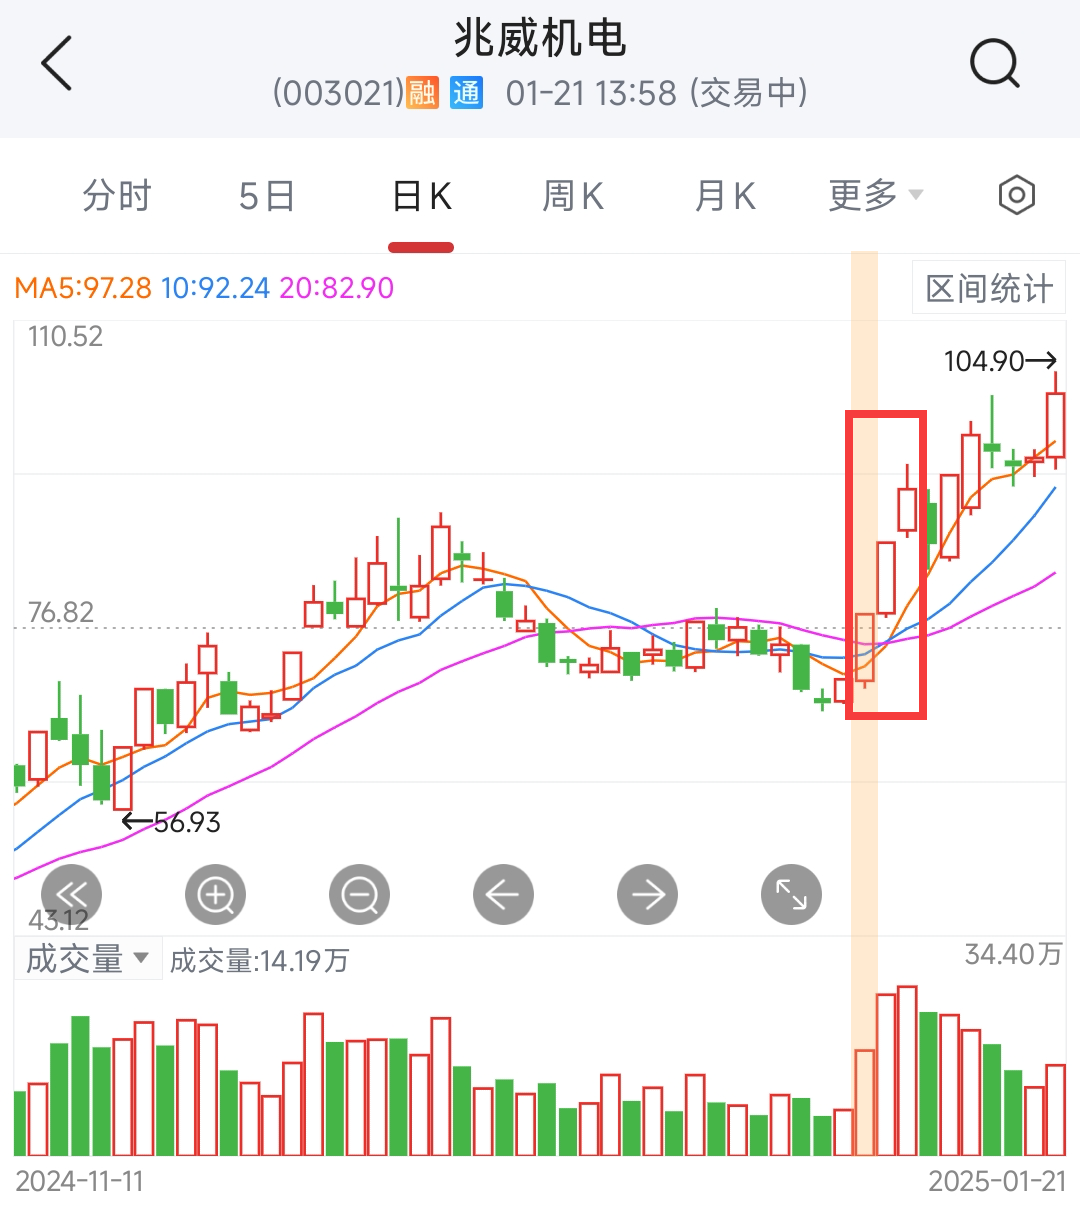 兆威机电
(003021)融 通 01-21 13:58 (交易中)
分时 5日 日K 周K 月K 更多
MA5:97.28 10:92.24 20:82.90
区间统计
110.52
104.90→
76.82
←56.93
43.12
成交量 成交量:14.19万
34.40万
2024-11-11
2025-01-21